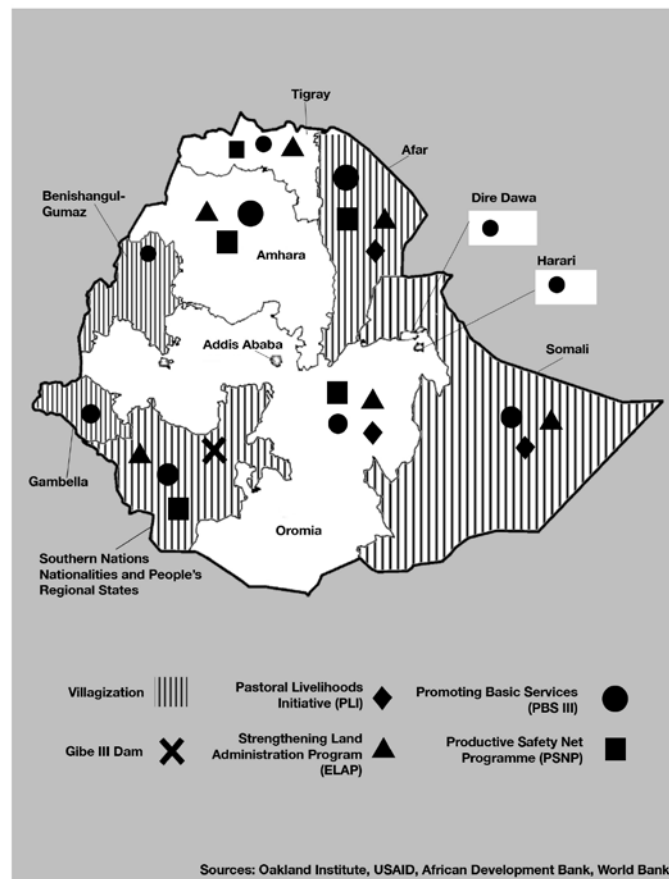 Tigray
Afar
Benishangul-
Gumaz
Dire Dawa
Amhara
Harari
Addis Ababa
Somali
Gambella
Oromia
Southern Nations
Nationalities and People's
Regional States
Villagization
Pastoral Livelihoods
Initiative (PLI)
Promoting Basic Services
(PBS III)
Gibe III Dam
Strengthening Land
Administration Program
(ELAP)
Productive Safety Net
Programme (PSNP)
Sources: Oakland Institute, USAID, African Development Bank, World Bank